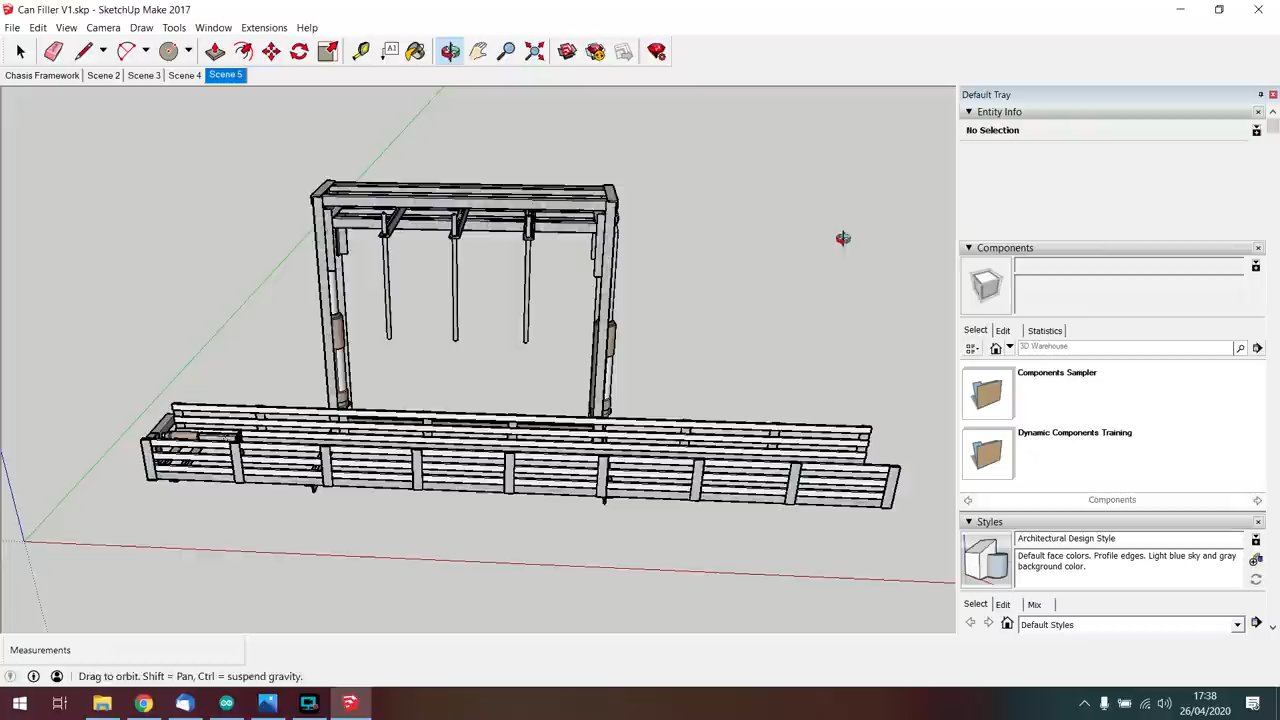 Can Filler V1.skp - SketchUp Make 2017
File Edit View Camera Draw Tools Window Extensions Help
A1
Chasis Framework Scene 2 Scene 3 Scene 4 Scene 5
Default Tray
Entity Info
No Selection
Components
Select Edit Statistics
3D Warehouse
Components Sampler
Dynamic Components Training
Components
Styles
Architectural Design Style
Default face colors. Profile edges. Light blue sky and gray
background color.
Select Edit Mix
Default Styles
Measurements
Drag to orbit. Shift = Pan, Ctrl = suspend gravity.
17:38
26/04/2020